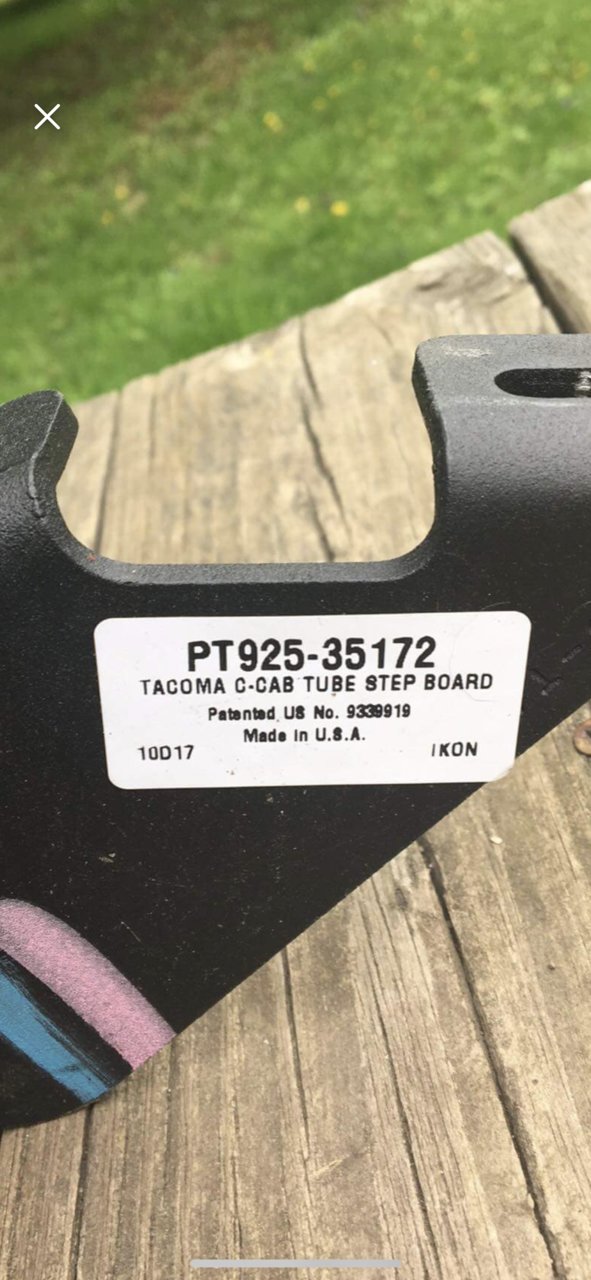 PT925-35172
TACOMA C-CAB TUBE STEP BOARD
Patented US No. 9339919
Made in U.S.A.
10D17 IKON